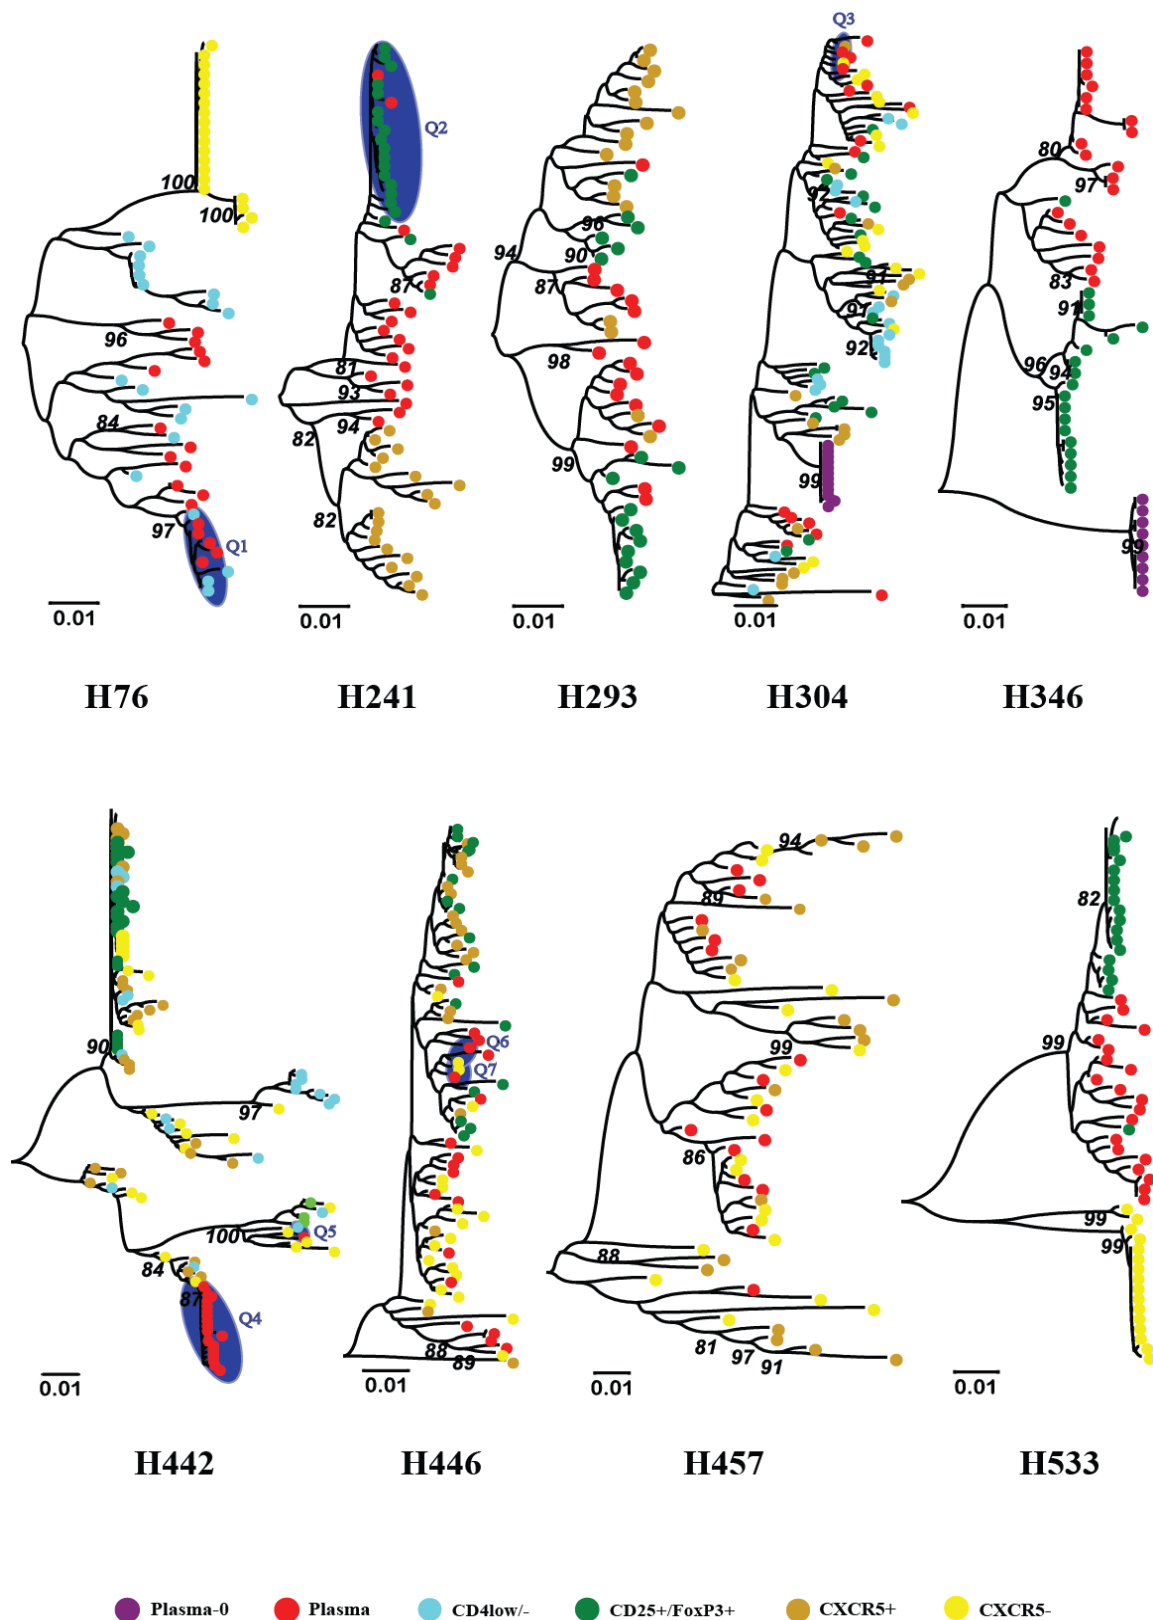 Q3
Q2
100
100
80
97
96
92
97
94
90
87
87
91
83
91
91
96
92
96
94
81
98
93
95
84
94
82
99
99
82
97
Q1
99
0.01
0.01
0.01
0.01
0.01
H76
H241
H293
H304
H346
94
89
82
90
Q6
99
99
Q7
97
86
100
Q5
99
88
99
84
87
Q4
88
89
81
97
91
0.01
0.01
0.01
0.01
H442
H446
H457
H533
Plasma-0
Plasma
CD4low/-
CD25+/FoxP3+
CXCR5+
CXCR5-